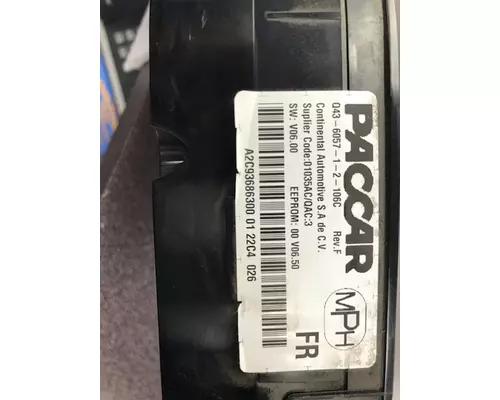 PACCAR
MPH
Q43-6057-1-2-106C Rev.F
FR
Continental Automotive S.A de C.V.
Suplier Code:01035AC/QAC:3
SW: V06.00 EEPROM: 00 V06.50
A2C93686300 01 22C4 026